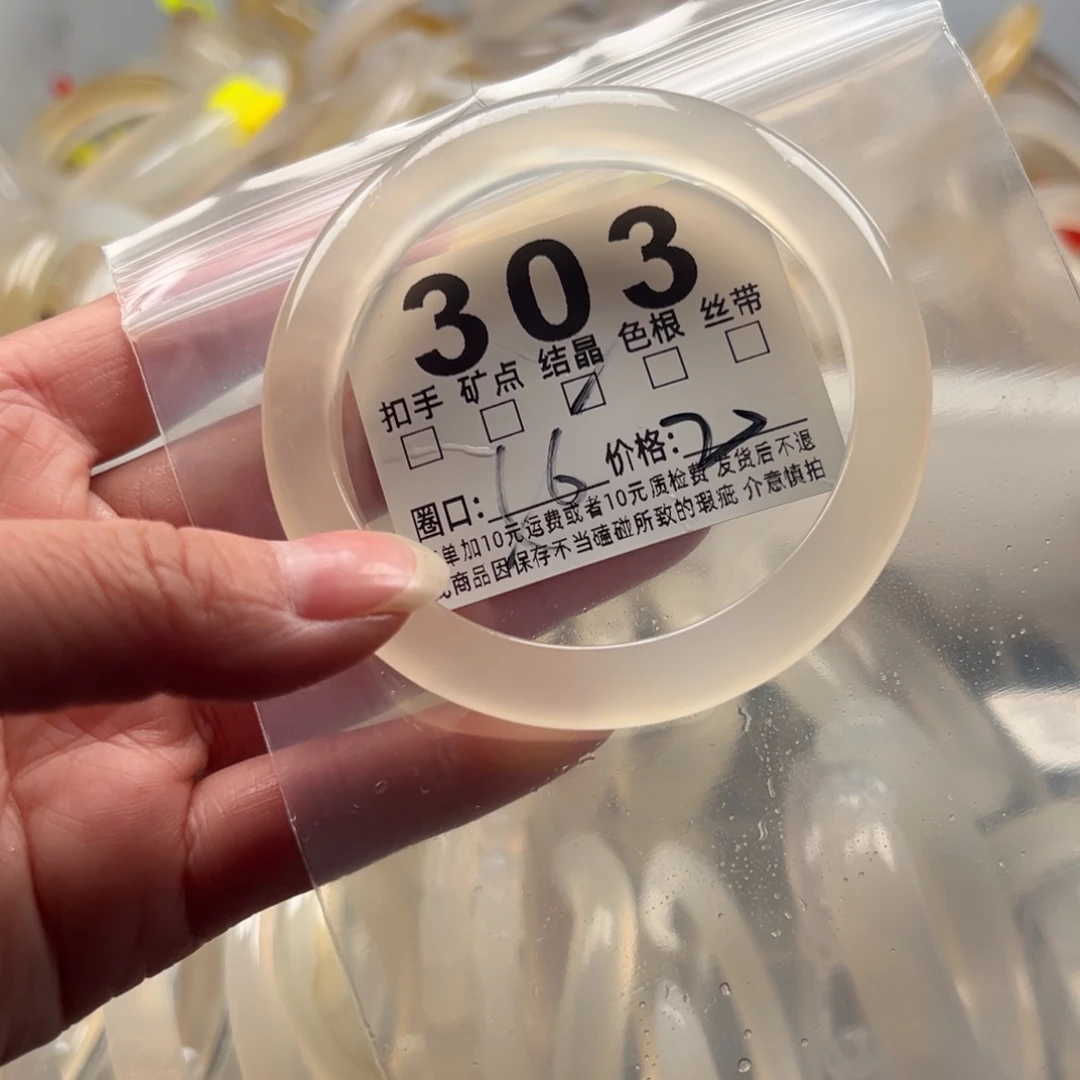 303
扣手 矿点 结晶 色根 丝带
圈口: 16 价格: 22
单加10元运费或者10元质检费 发货后不退
商品因保存不当磕碰所致的瑕疵 介意慎拍